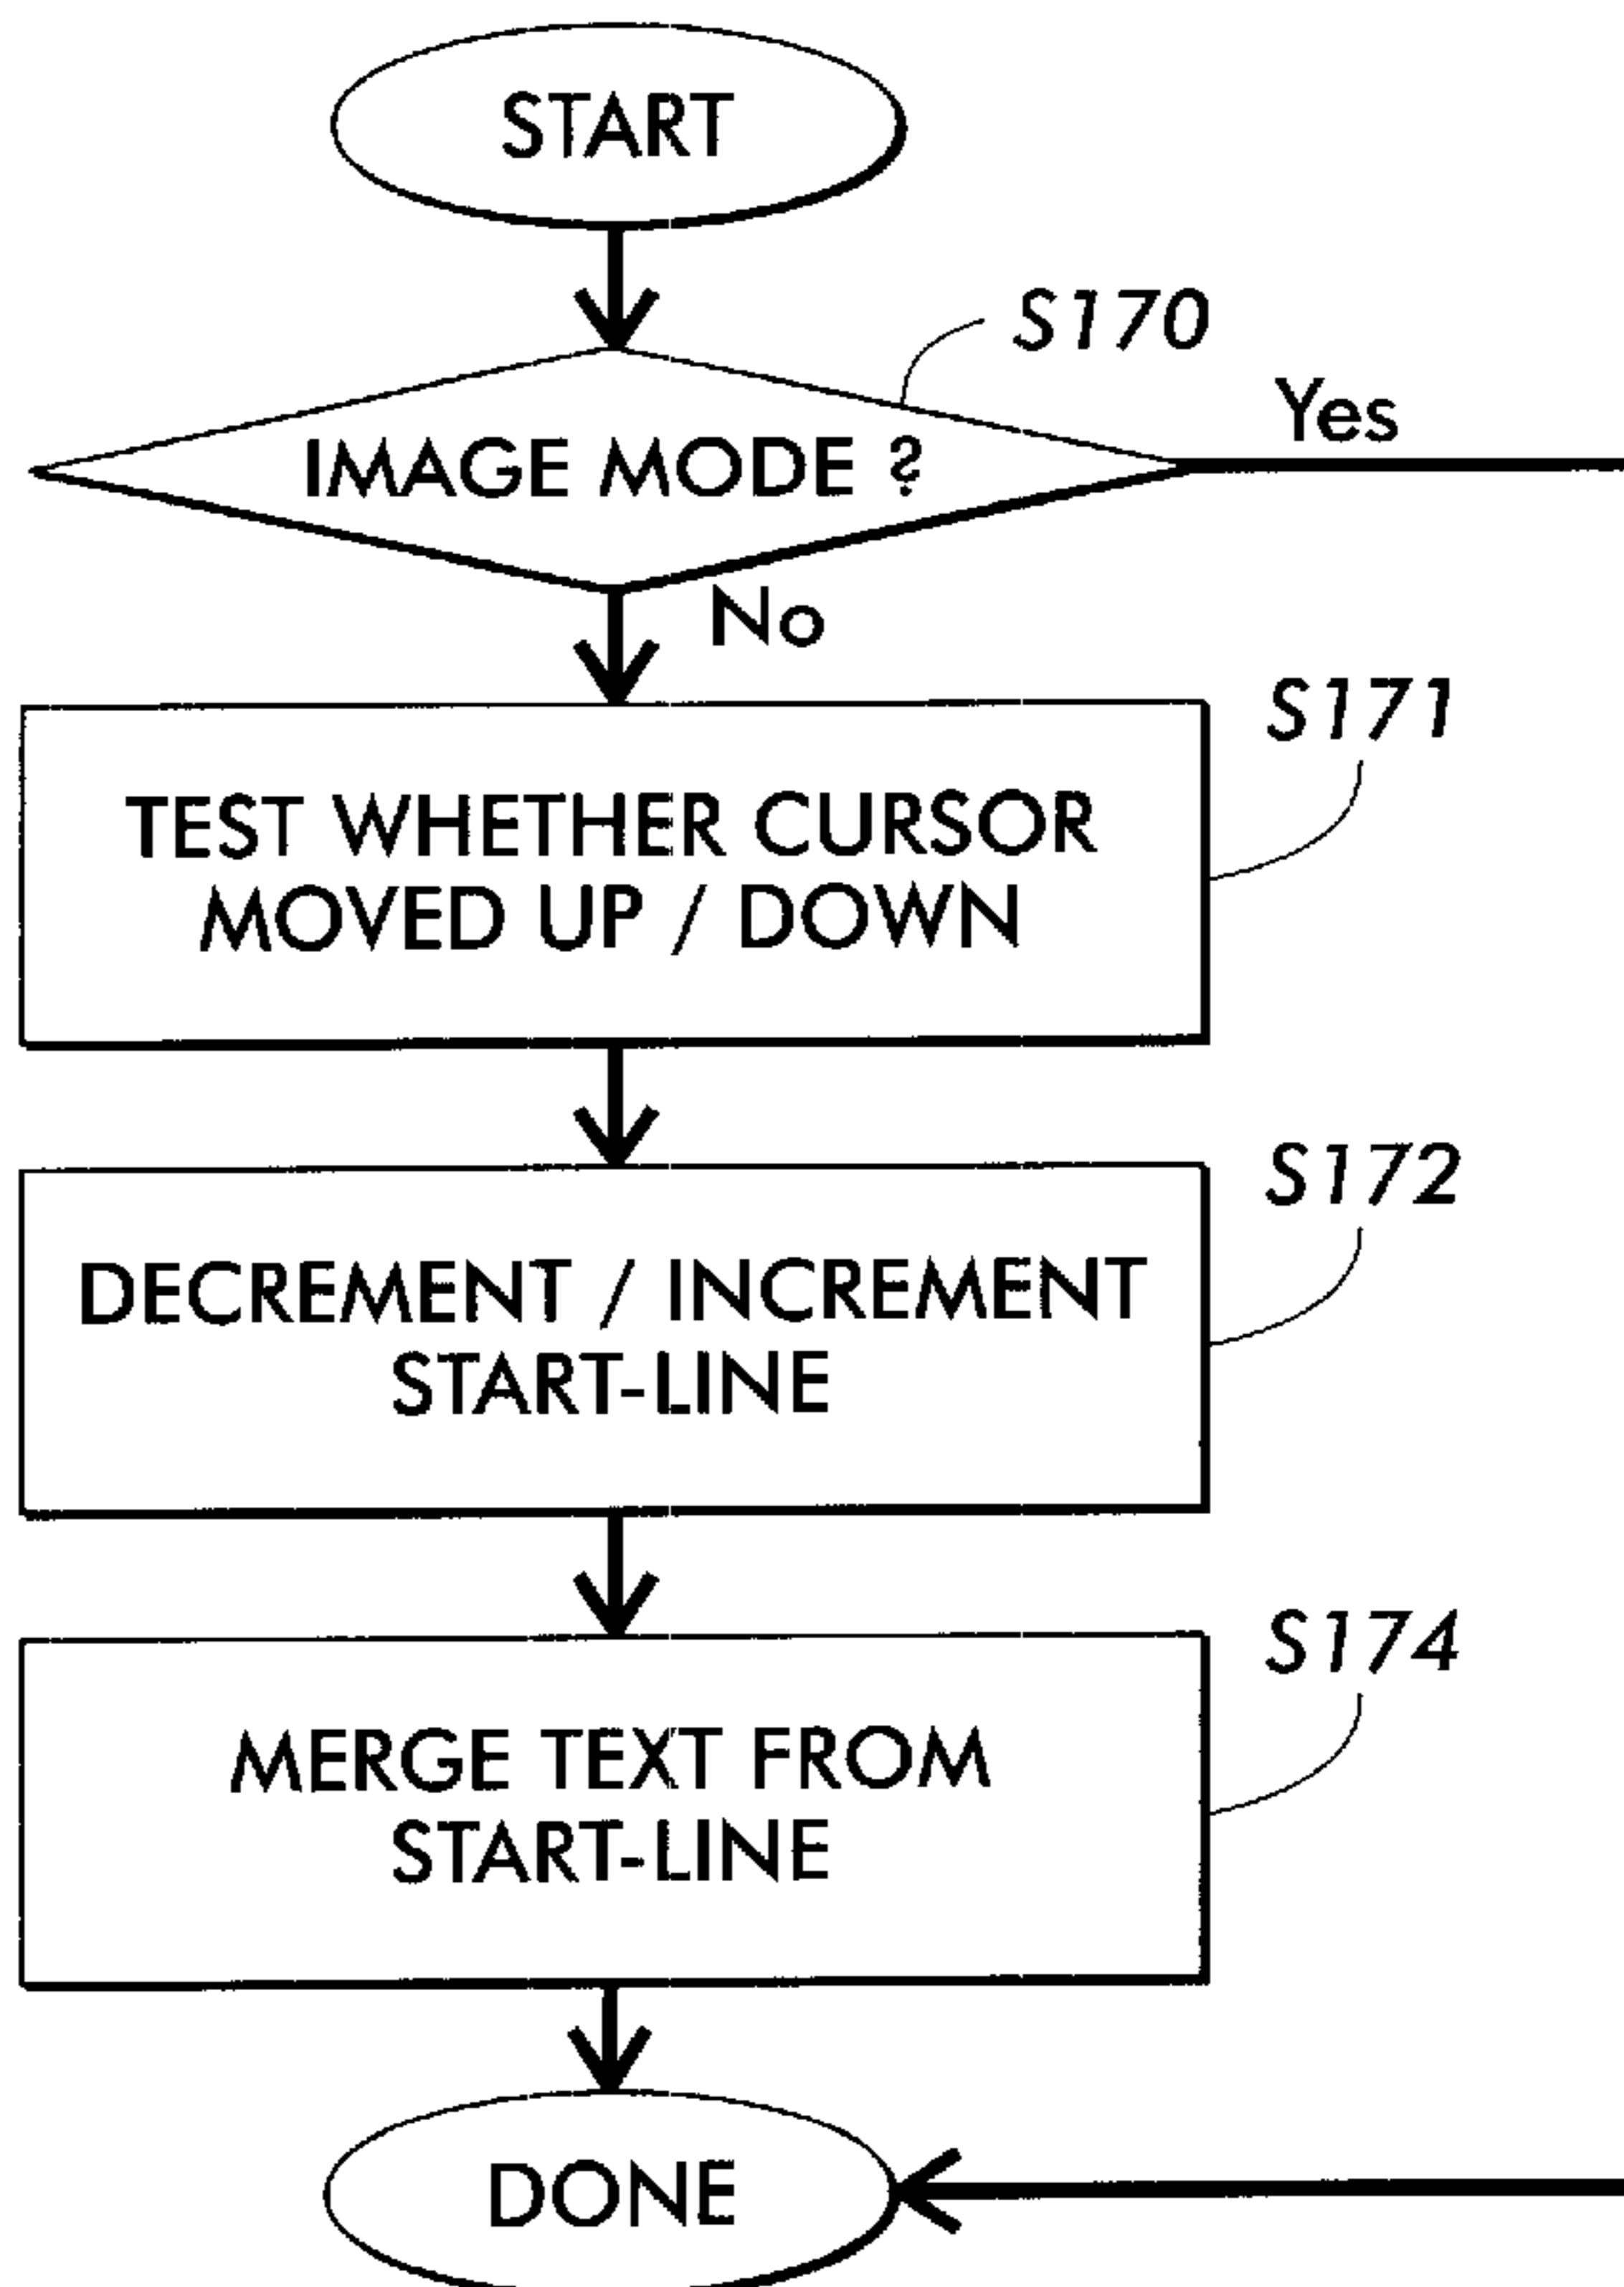 START
S170
IMAGE MODE ?
Yes
No
S171
TEST WHETHER CURSOR
MOVED UP / DOWN
S172
DECREMENT / INCREMENT
START-LINE
S174
MERGE TEXT FROM
START-LINE
DONE